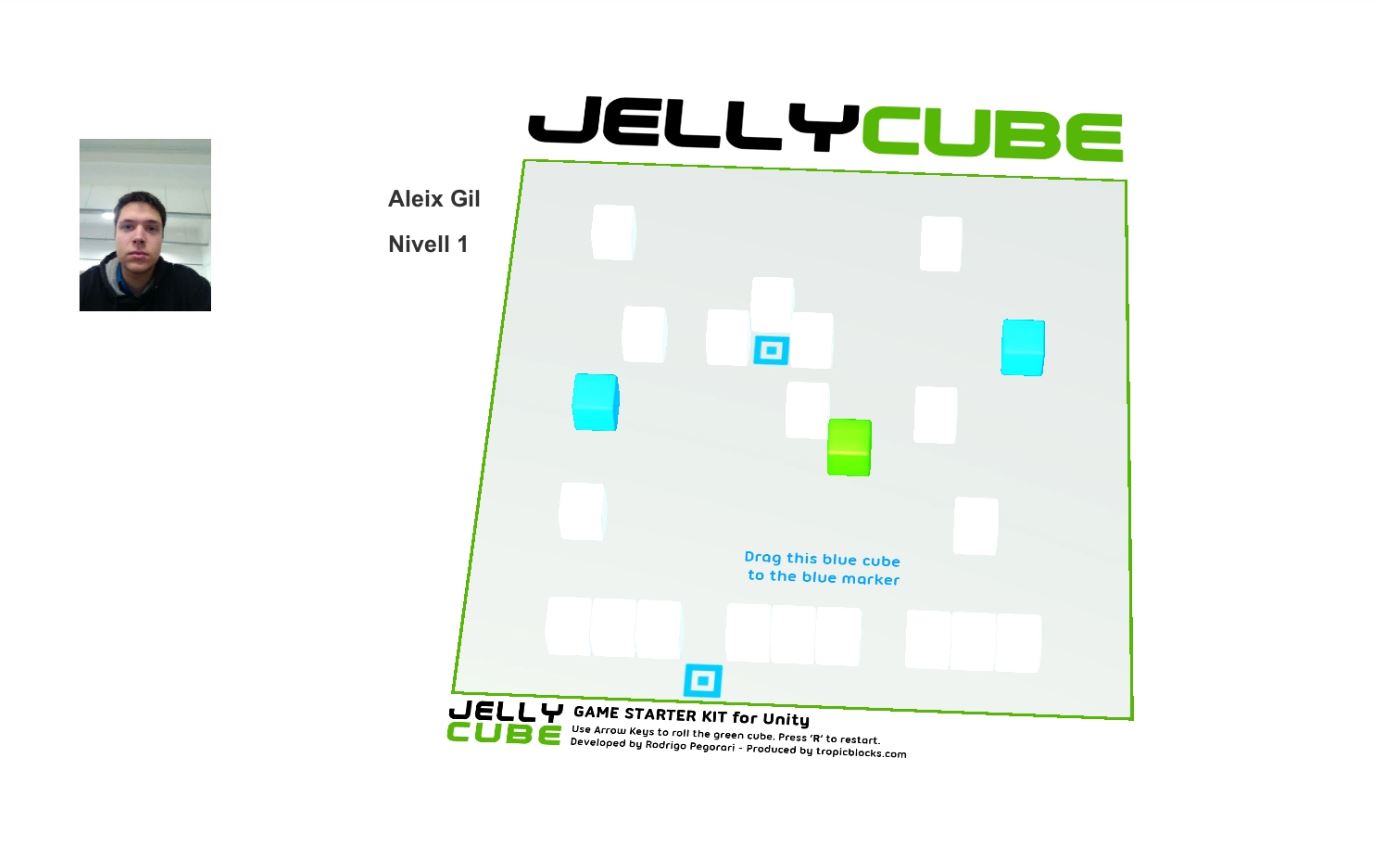 JELLYCUBE
Aleix Gil
Nivell 1
Drag this blue cube
to the blue marker
JELLY
CUBE
GAME STARTER KIT for Unity
Use Arrow Keys to roll the green cube. Press 'R' to restart.
Developed by Rodrigo Pegorari - Produced by tropicblocks.com